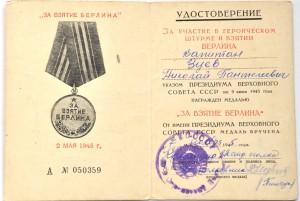 "ЗА ВЗЯТИЕ БЕРЛИНА"
ЗА
ВЗЯТИЕ
БЕРЛИНА
2 МАЯ 1945 г.
А № 050359
УДОСТОВЕРЕНИЕ
ЗА УЧАСТИЕ В ГЕРОИЧЕСКОМ
ШТУРМЕ И ВЗЯТИИ
БЕРЛИНА
Капитан
Зуев
Николай Пантелеевич
УКАЗОМ ПРЕЗИДИУМА ВЕРХОВНОГО
СОВЕТА СССР от 9 июня 1945 года
НАГРАЖДЕН МЕДАЛЬЮ
"ЗА ВЗЯТИЕ БЕРЛИНА"
ОТ ИМЕНИ ПРЕЗИДИУМА ВЕРХОВНОГО
СОВЕТА СССР МЕДАЛЬ ВРУЧЕНА